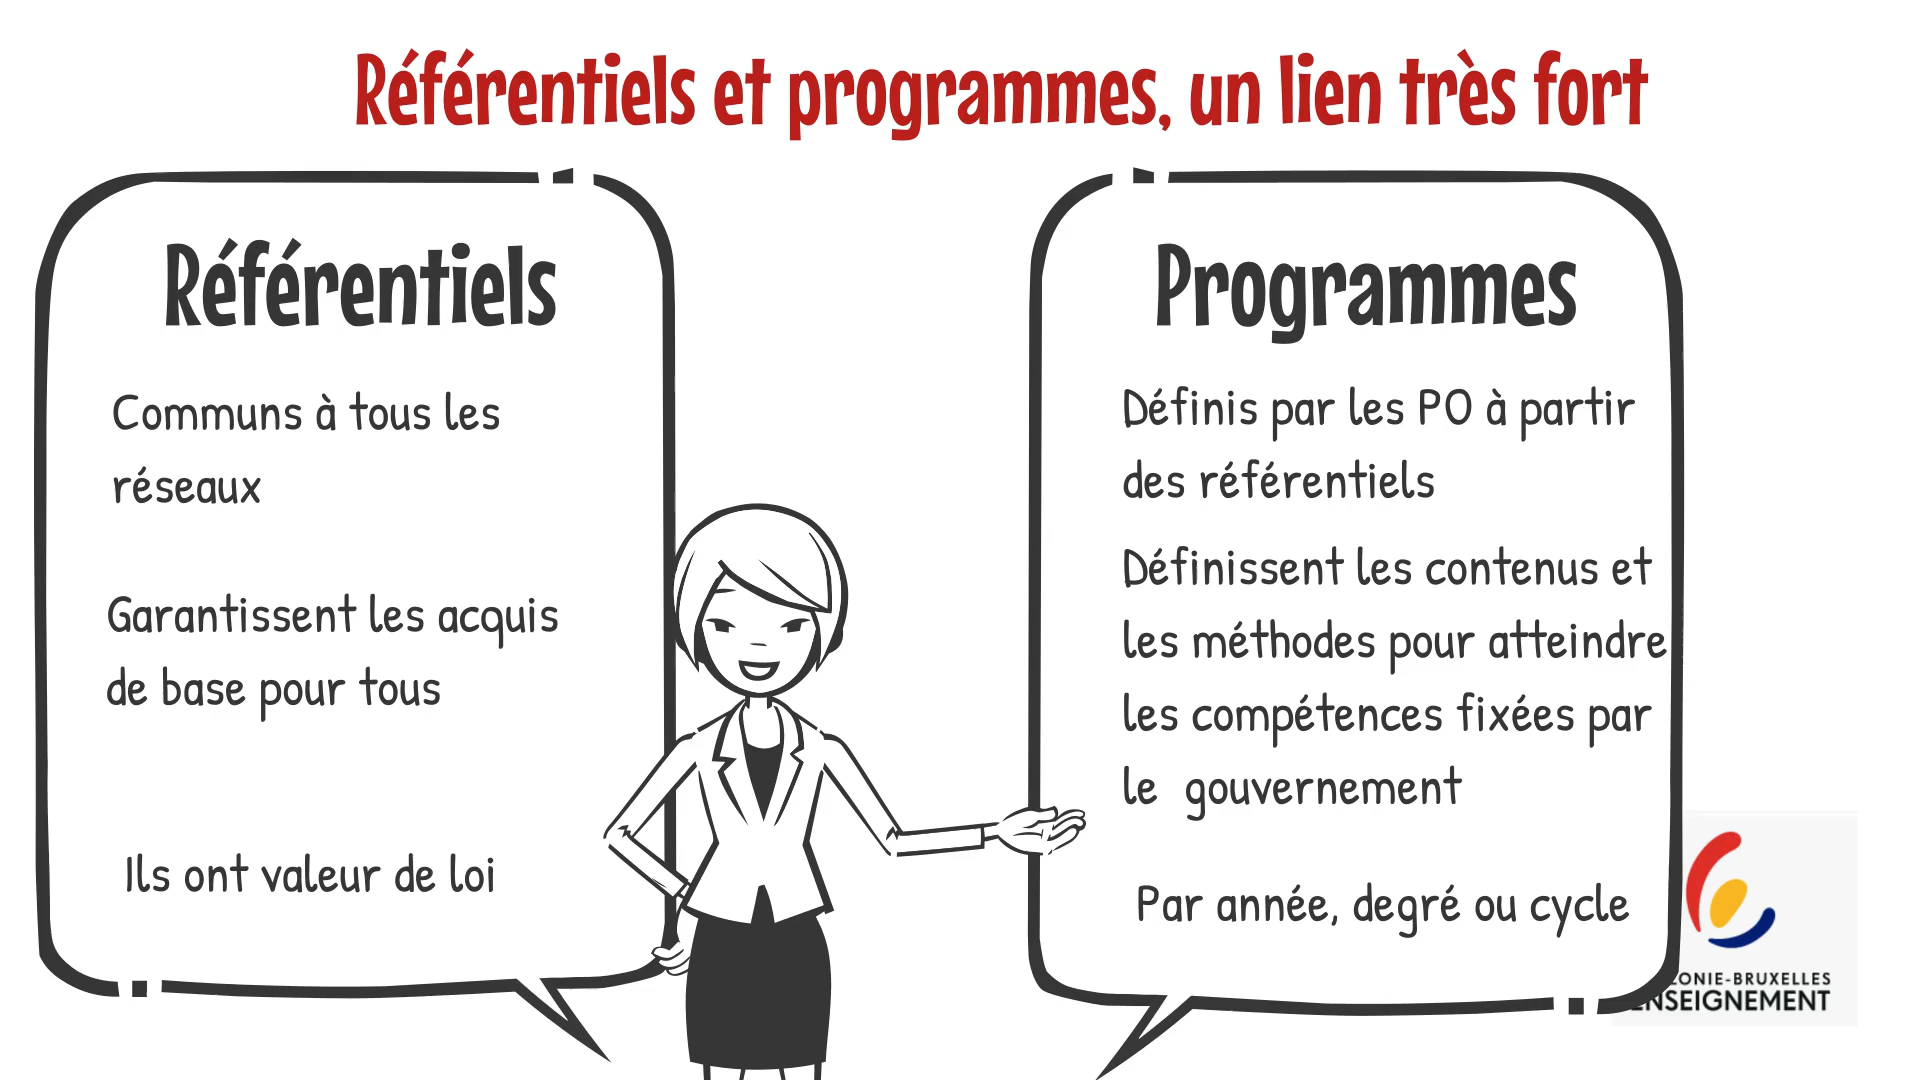 Référentiels et programmes, un lien très fort
Référentiels
Communs à tous les
réseaux
Garantissent les acquis
de base pour tous
Ils ont valeur de loi
Programmes
Définis par les PO à partir
des référentiels
Définissent les contenus et
les méthodes pour atteindre
les compétences fixées par
le gouvernement
Par année, degré ou cycle
LONIE-BRUXELLES
ENSEIGNEMENT